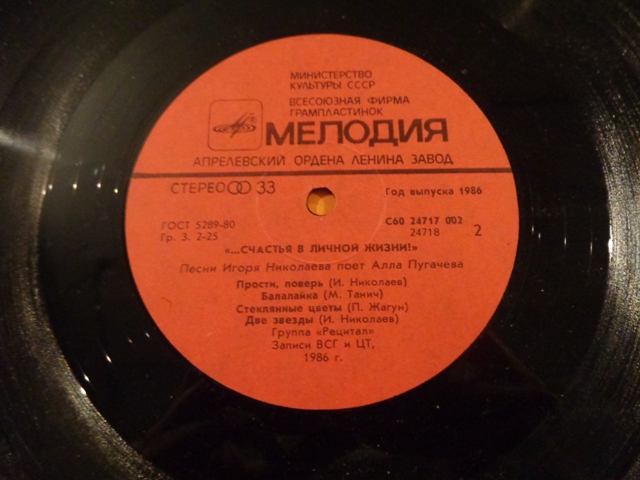 МИНИСТЕРСТВО
КУЛЬТУРЫ СССР
ВСЕСОЮЗНАЯ ФИРМА
ГРАМПЛАСТИНОК
МЕЛОДИЯ
АПРЕЛЕВСКИЙ ОРДЕНА ЛЕНИНА ЗАВОД
СТЕРЕО 33
Год выпуска 1986
ГОСТ 5289-80
Гр. 3. 2-25
С60 24717 002
24718 2
«...СЧАСТЬЯ В ЛИЧНОЙ ЖИЗНИ!»
Песни Игоря Николаева поет Алла Пугачева
Прости, поверь (И. Николаев)
Балалайка (М. Танич)
Стеклянные цветы (П. Жагун)
Две звезды (И. Николаев)
Группа «Рецитал»
Записи ВСГ и ЦТ,
1986 г.